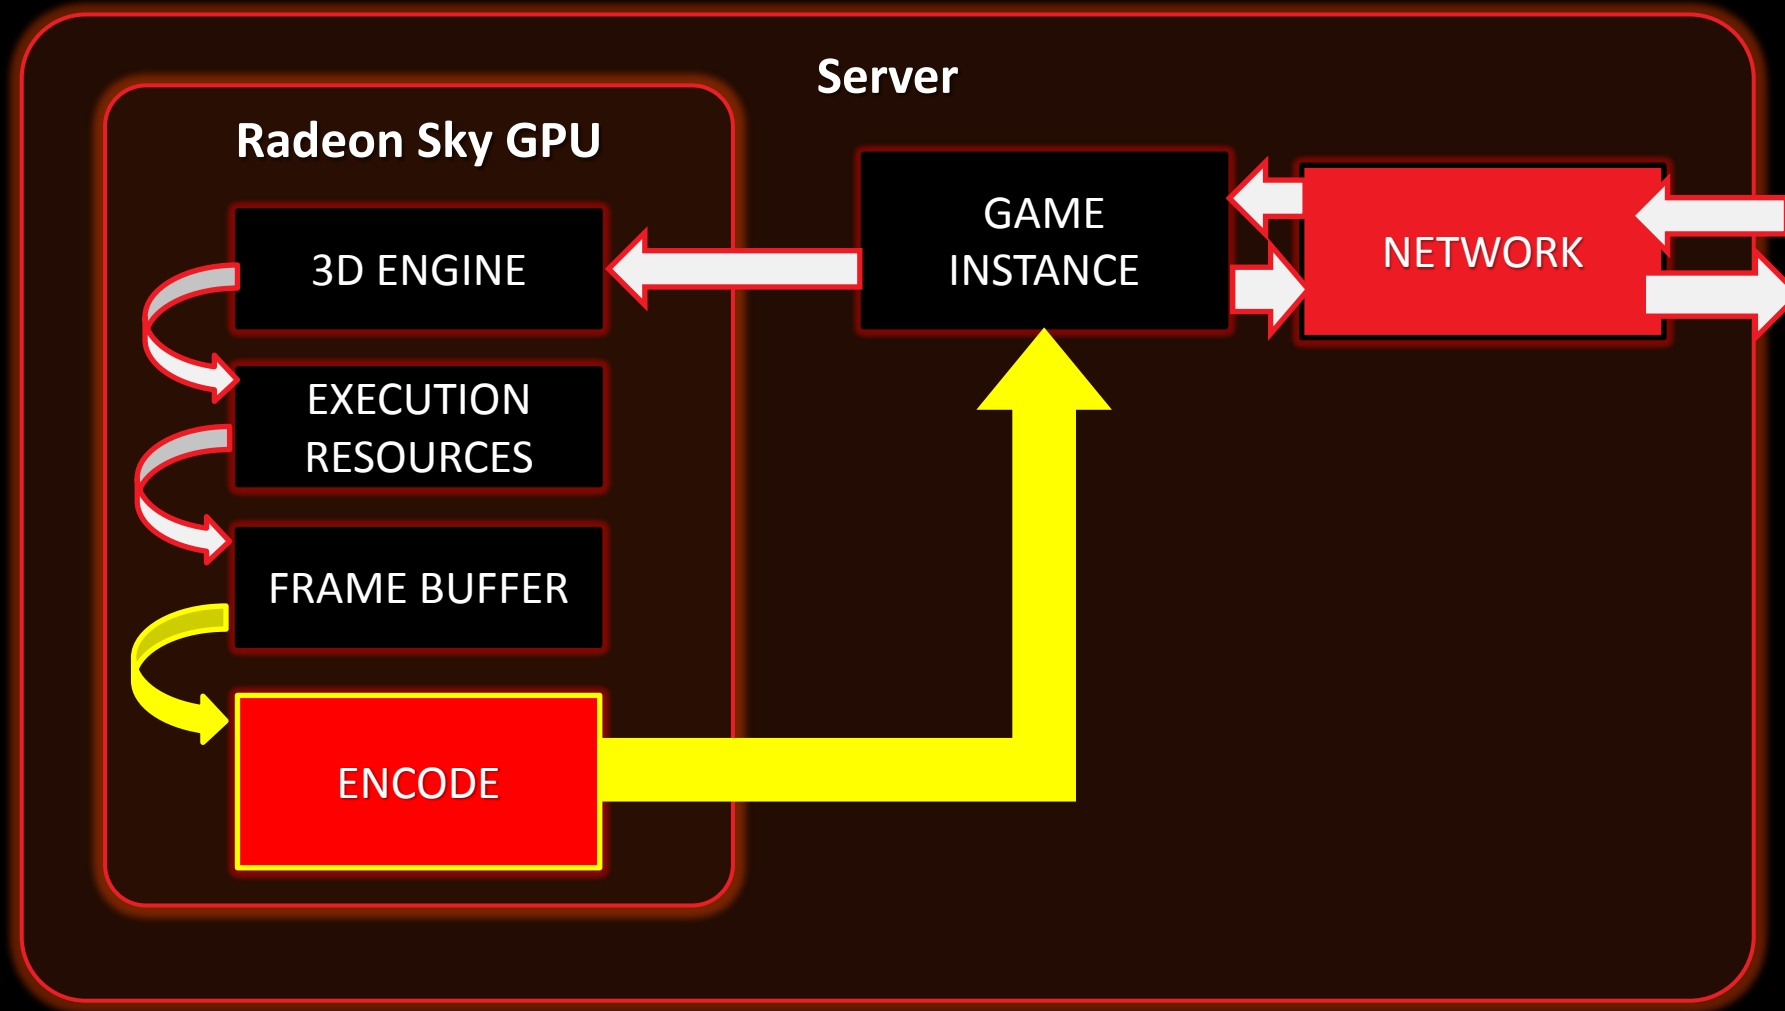 Server
Radeon Sky GPU
3D ENGINE
EXECUTION
RESOURCES
FRAME BUFFER
ENCODE
GAME
INSTANCE
NETWORK